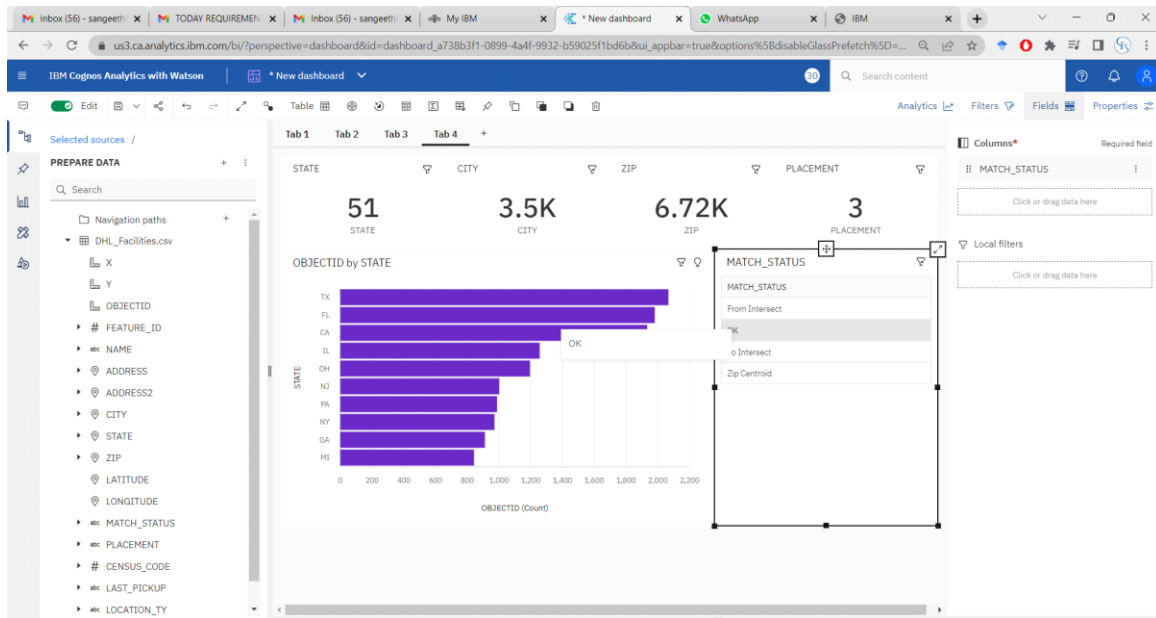 Inbox (56) - sangeeth
TODAY REQUIREMEN
Inbox (56) - sangeeth
My IBM
* New dashboard
WhatsApp
IBM
us3.ca.analytics.ibm.com/bi/?perspective=dashboard&id=dashboard_a738b3f1-0899-4a4f-9932-b59025f1bd6b&ui_appbar=true&options%5BdisableGlassPrefetch%5D=...
IBM Cognos Analytics with Watson
* New dashboard
30
Search content
Edit
Table
Analytics
Filters
Fields
Properties
Selected sources /
PREPARE DATA
Search
Navigation paths
DHL_Facilities.csv
X
Y
OBJECTID
# FEATURE_ID
abc NAME
ADDRESS
ADDRESS2
CITY
STATE
ZIP
LATITUDE
LONGITUDE
abc MATCH_STATUS
abc PLACEMENT
# CENSUS_CODE
abc LAST_PICKUP
abc LOCATION_TY
Tab 1 Tab 2 Tab 3 Tab 4 +
STATE
51
STATE
CITY
3.5K
CITY
ZIP
6.72K
ZIP
PLACEMENT
3
PLACEMENT
OBJECTID by STATE
STATE
TX
FL
CA
IL
OH
NJ
PA
NY
GA
MI
0 200 400 600 800 1,000 1,200 1,400 1,600 1,800 2,000 2,200
OBJECTID (Count)
OK
MATCH_STATUS
MATCH_STATUS
From Intersect
OK
o Intersect
Zip Centroid
Columns*
Required field
MATCH_STATUS
Click or drag data here
Local filters
Click or drag data here